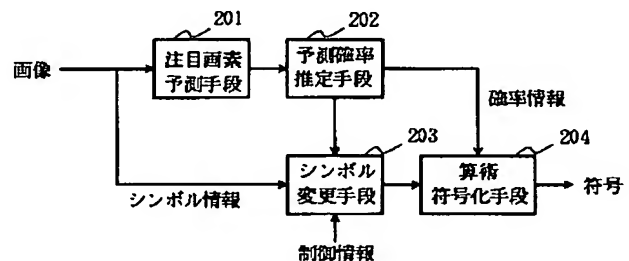 201
202
画像
注目画素
予測手段
予測確率
推定手段
確率情報
203
204
シンボル情報
シンボル
変更手段
算術
符号化手段
符号
制御情報